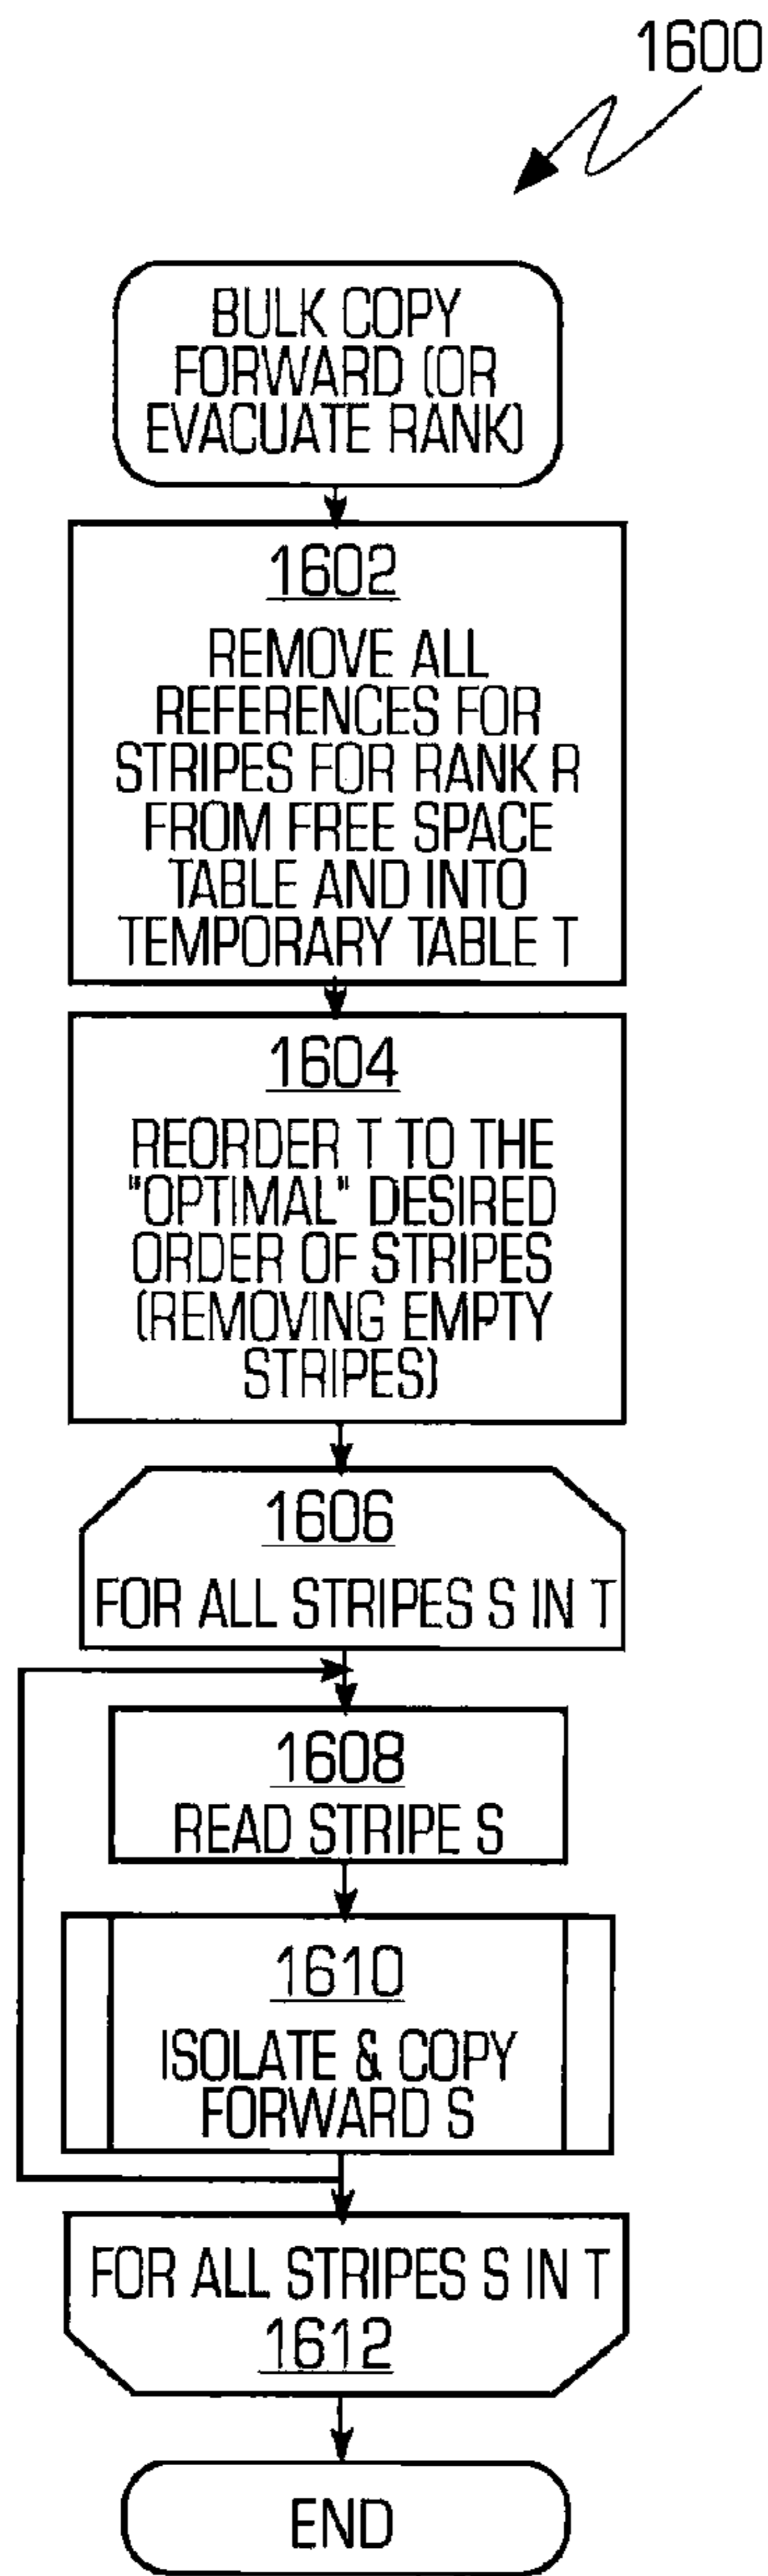 1600
BULK COPY
FORWARD (OR
EVACUATE RANK)
1602
REMOVE ALL
REFERENCES FOR
STRIPES FOR RANK R
FROM FREE SPACE
TABLE AND INTO
TEMPORARY TABLE T
1604
REORDER T TO THE
"OPTIMAL" DESIRED
ORDER OF STRIPES
(REMOVING EMPTY
STRIPES)
1606
FOR ALL STRIPES S IN T
1608
READ STRIPE S
1610
ISOLATE & COPY
FORWARD S
FOR ALL STRIPES S IN T
1612
END